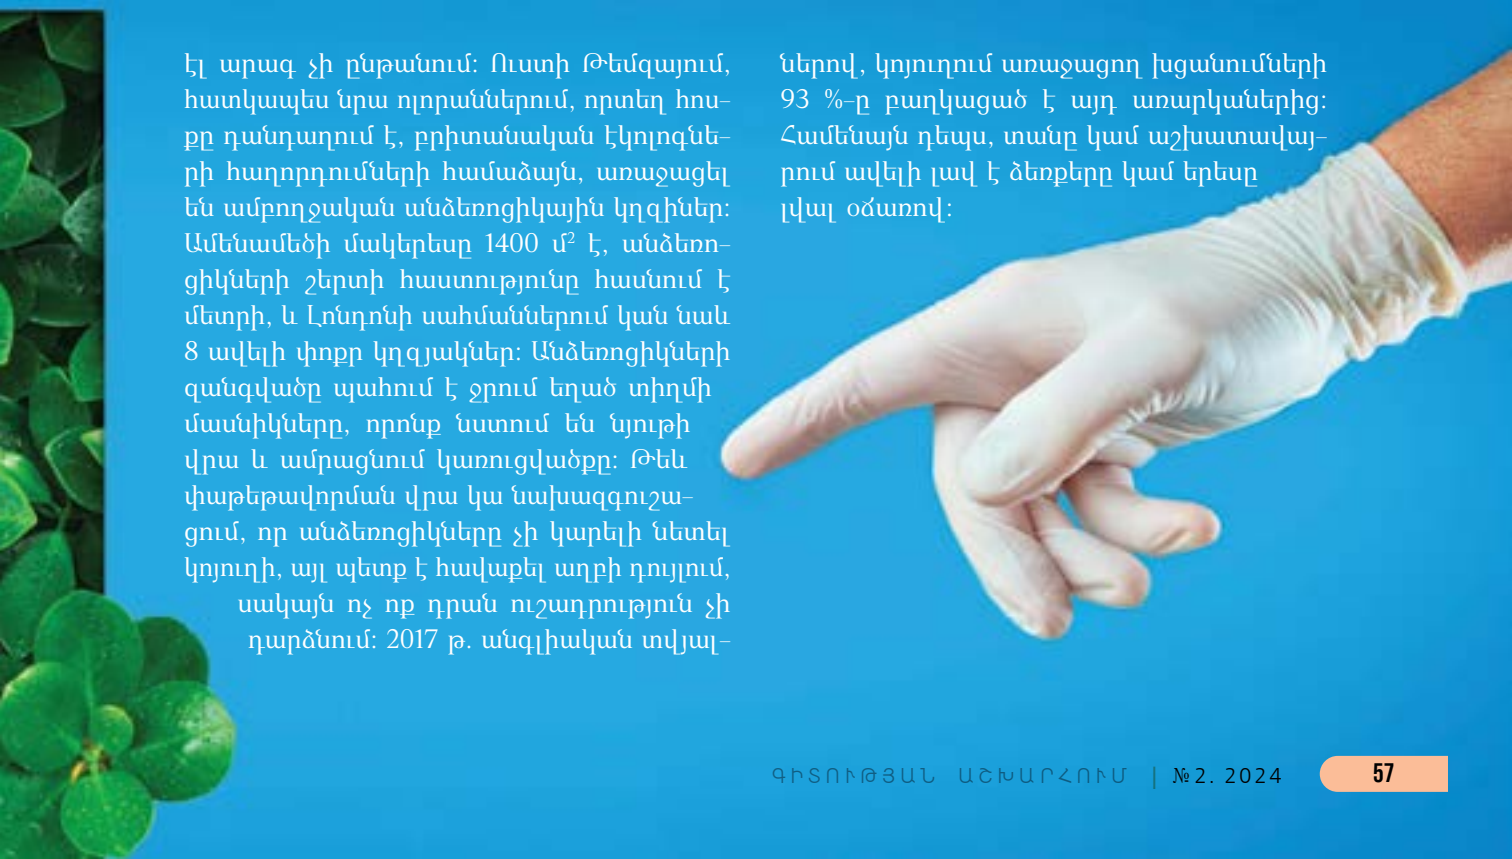 էլ արագ չի ընթանում: Ուստի Թեմզայում,
հատկապես նրա ոլորաններում, որտեղ հոս-
քը դանդաղում է, բրիտանական էկոլոգնե-
րի հաղորդումների համաձայն, առաջացել
են ամբողջական անձեռոցիկային կղզիներ:
Ամենամեծի մակերեսը 1400 մ² է, անձեռո-
ցիկների շերտի հաստությունը հասնում է
մետրի, և Լոնդոնի սահմաններում կան նաև
8 ավելի փոքր կղզյակներ: Անձեռոցիկների
զանգվածը պահում է ջրում եղած տիղմի
մասնիկները, որոնք նստում են նյութի
վրա և ամրացնում կառուցվածքը: Թեև
փաթեթավորման վրա կա նախազգուշա-
ցում, որ անձեռոցիկները չի կարելի նետել
կոյուղի, այլ պետք է հավաքել աղբի դույլում,
սակայն ոչ ոք դրան ուշադրություն չի
դարձնում: 2017 թ. անգլիական տվյալ-
ներով, կոյուղում առաջացող խցանումների
93 %-ը բաղկացած է այդ առարկաներից:
Համենայն դեպս, տանը կամ աշխատավայ-
րում ավելի լավ է ձեռքերը կամ երեսը
լվալ օճառով:
ԳԻՏՈՒԹՅԱՆ ԱՇԽԱՐՀՈՒՄ | №2. 2024 57